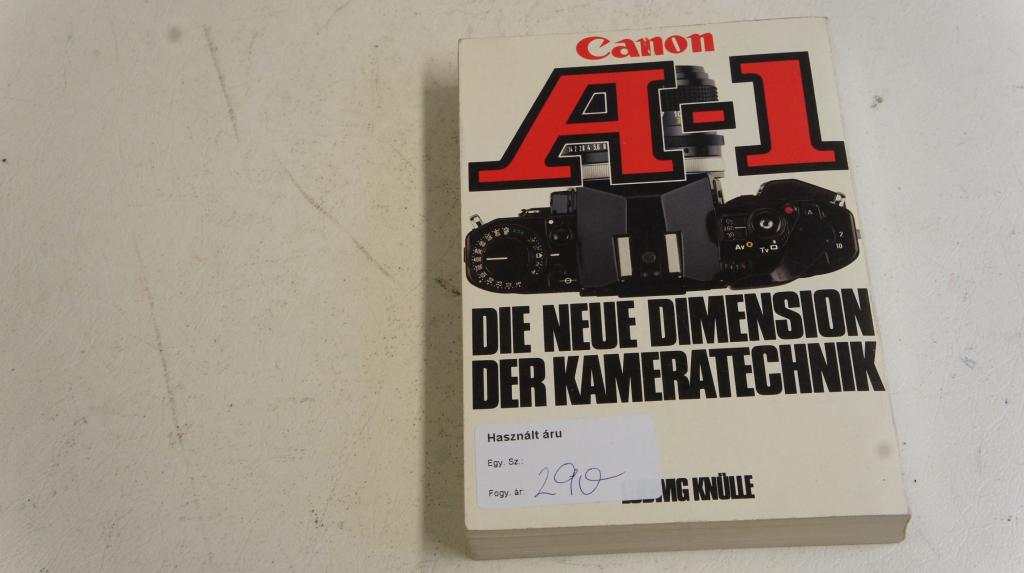 Canon
A-1
DIE NEUE DIMENSION
DER KAMERATECHNIK
Használt áru
Egy. Sz.:
Fogy. ár: 290
KNÜLLE